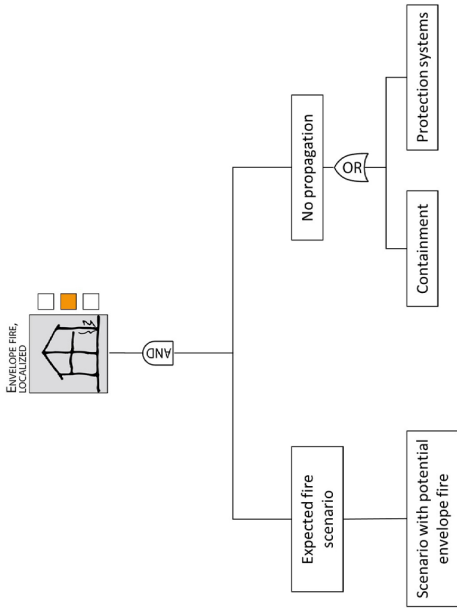 ENVELOPE FIRE,
LOCALIZED
AND
Expected fire
scenario
No propagation
OR
Scenario with potential
envelope fire
Containment
Protection systems